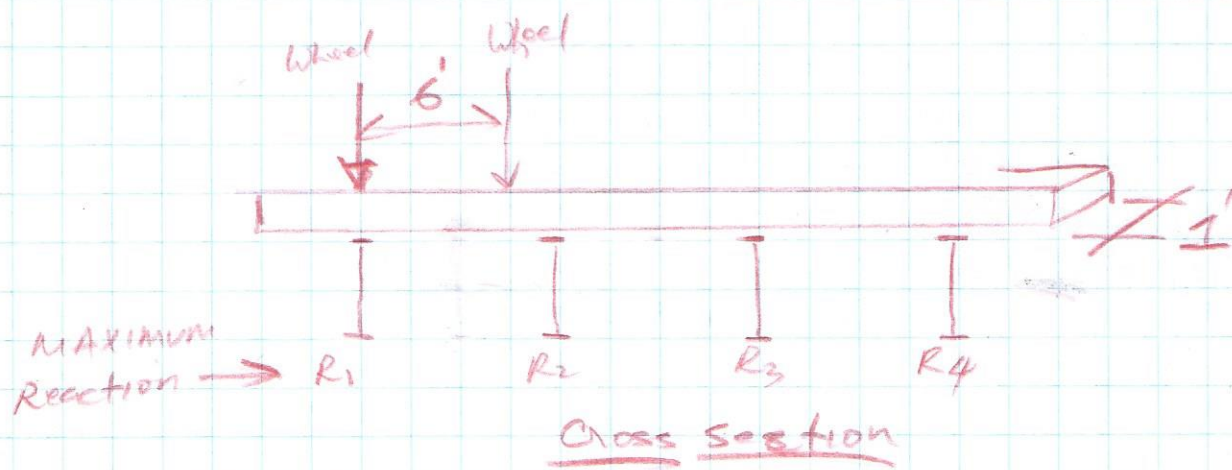 Wheel Wheel
6'
1'
MAXIMUM
Reaction → R1 R2 R3 R4
Cross section